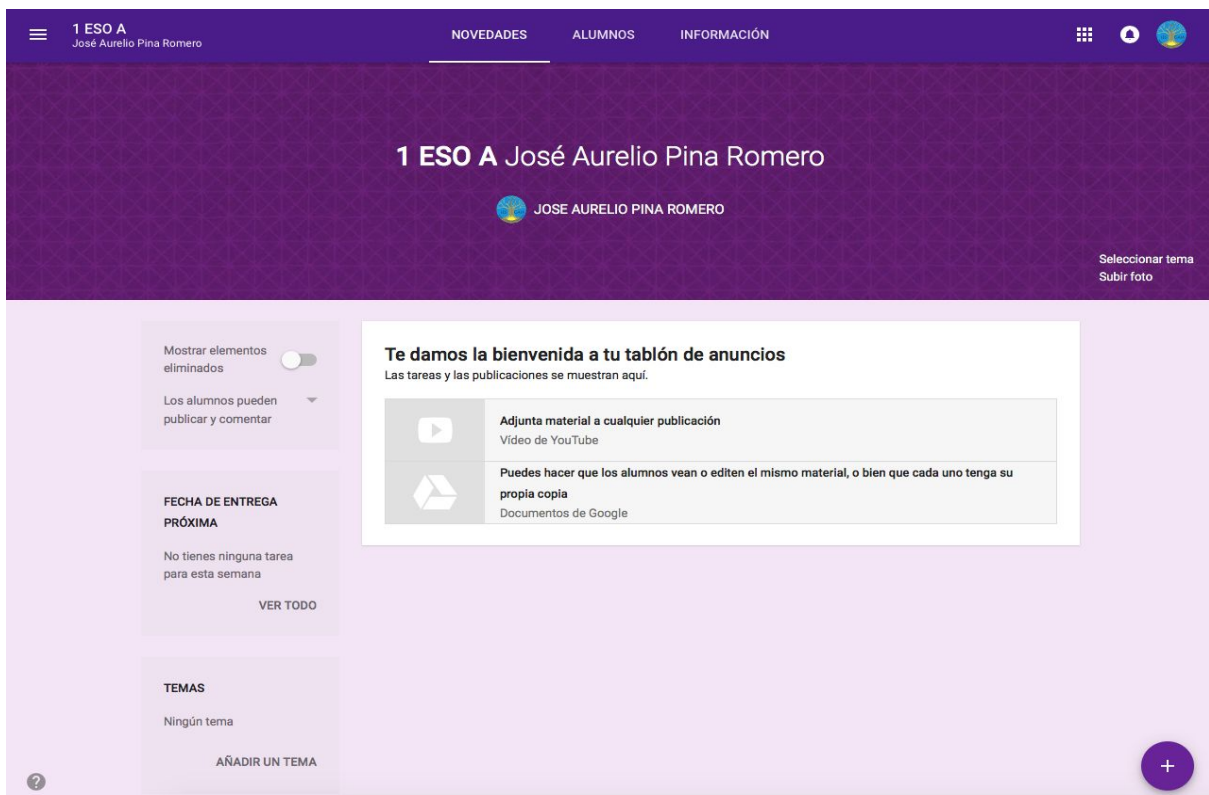 1 ESO A
José Aurelio Pina Romero
NOVEDADES
ALUMNOS
INFORMACIÓN
1 ESO A José Aurelio Pina Romero
JOSE AURELIO PINA ROMERO
Seleccionar tema
Subir foto
Mostrar elementos
eliminados
Los alumnos pueden
publicar y comentar
FECHA DE ENTREGA
PRÓXIMA
No tienes ninguna tarea
para esta semana
VER TODO
TEMAS
Ningún tema
AÑADIR UN TEMA
Te damos la bienvenida a tu tablón de anuncios
Las tareas y las publicaciones se muestran aquí.
Adjunta material a cualquier publicación
Vídeo de YouTube
Puedes hacer que los alumnos vean o editen el mismo material, o bien que cada uno tenga su
propia copia
Documentos de Google